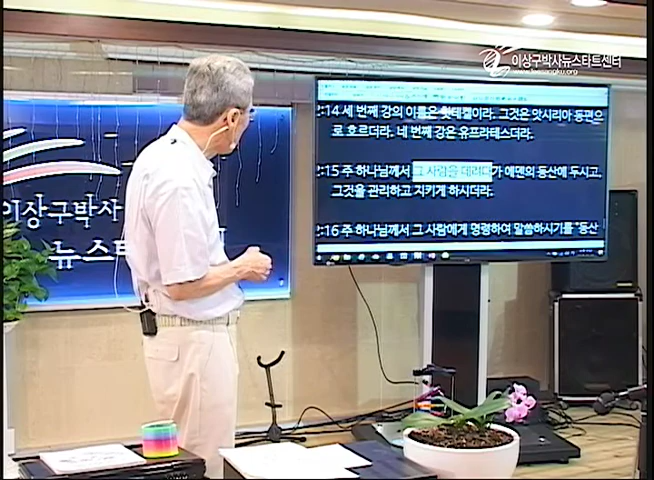 이상구박사뉴스타트센터
www.leesangku.org
2:14 세 번째 강의 이름은 힛데겔이라. 그것은 앗시리아 동편으
로 흐르더라. 네 번째 강은 유프라테스더라.
2:15 주 하나님께서 그 사람을 데려다가 에덴의 동산에 두시고,
그것을 관리하고 지키게 하시더라.
2:16 주 하나님께서 그 사람에게 명령하여 말씀하시기를 "동산
이상구박사
뉴스타트